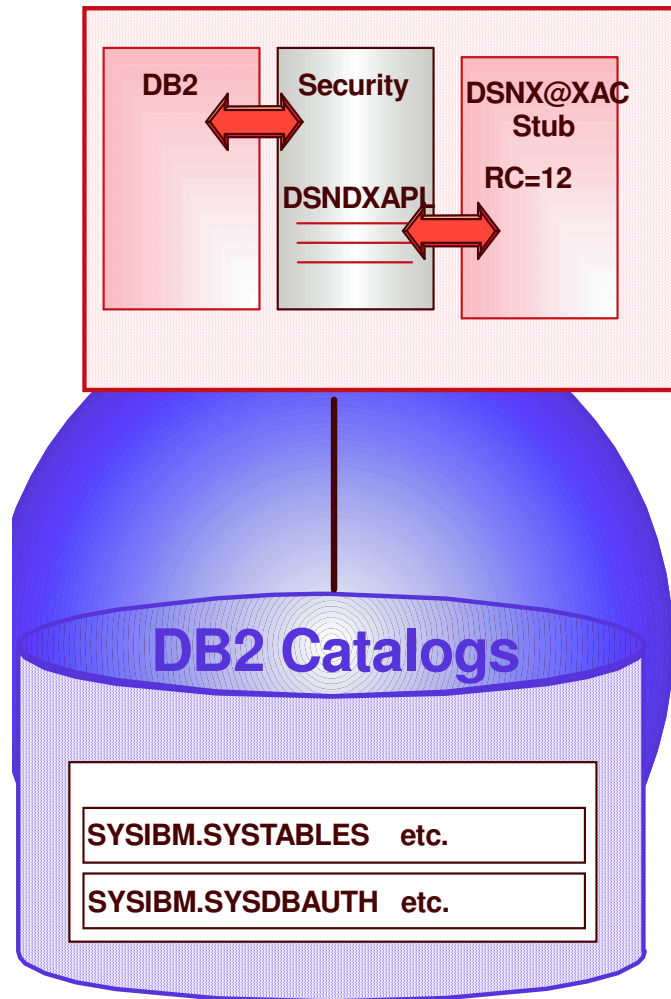 DB2
Security
DSNX@XAC
Stub
RC=12
DSNDXAPL
DB2 Catalogs
SYSIBM.SYSTABLES etc.
SYSIBM.SYSDBAUTH etc.